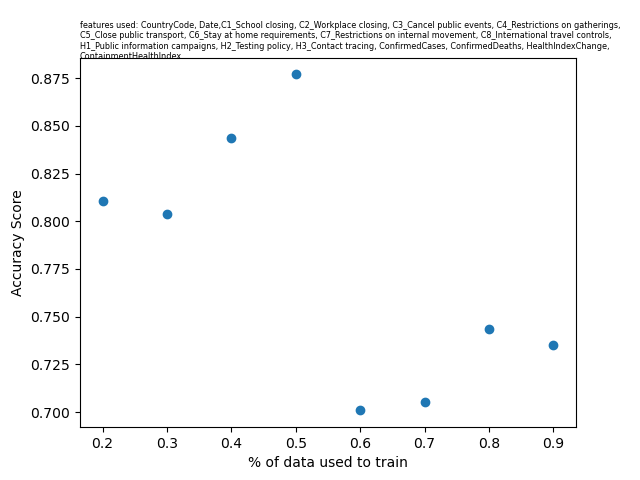 features used: CountryCode, Date,C1_School closing, C2_Workplace closing, C3_Cancel public events, C4_Restrictions on gatherings,
C5_Close public transport, C6_Stay at home requirements, C7_Restrictions on internal movement, C8_International travel controls,
H1_Public information campaigns, H2_Testing policy, H3_Contact tracing, ConfirmedCases, ConfirmedDeaths, HealthIndexChange,
ContainmentHealthIndex
0.875
0.850
0.825
0.800
0.775
0.750
0.725
0.700
Accuracy Score
0.2 0.3 0.4 0.5 0.6 0.7 0.8 0.9
% of data used to train